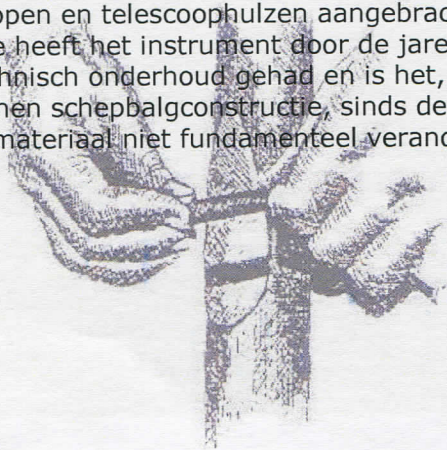 open en telescoophulzen aangebrac
e heeft het instrument door de jare
hnisch onderhoud gehad en is het,
nen schepbalgconstructie, sinds de
materiaal niet fundamenteel verand